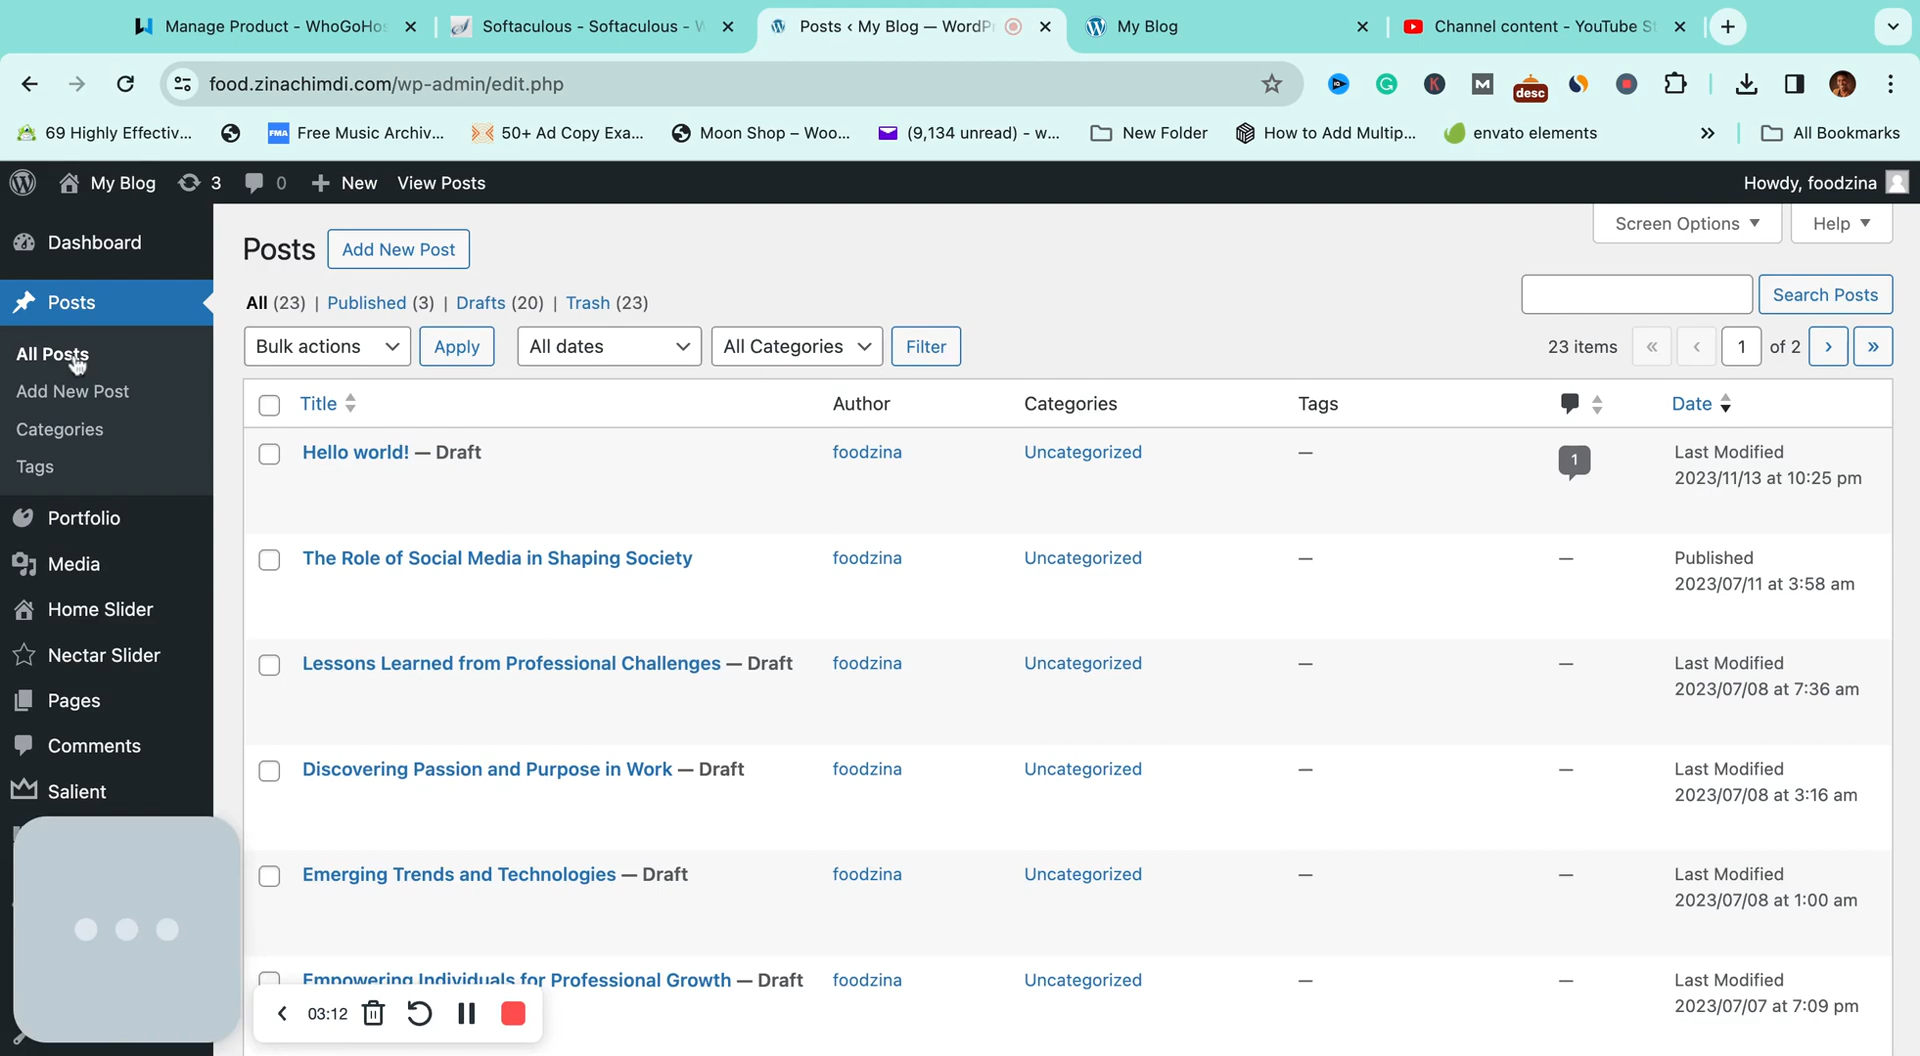 Manage Product - WhoGoHos
Softaculous - Softaculous - W
Posts ‹ My Blog — WordPr
My Blog
Channel content - YouTube St
food.zinachimdi.com/wp-admin/edit.php
desc
69 Highly Effectiv...
FMA Free Music Archiv...
50+ Ad Copy Exa...
Moon Shop – Woo...
(9,134 unread) - w...
New Folder
How to Add Multip...
envato elements
»
All Bookmarks
My Blog
3
0
New
View Posts
Howdy, foodzina
Dashboard
Posts
All Posts
Add New Post
Categories
Tags
Portfolio
Media
Home Slider
Nectar Slider
Pages
Comments
Salient
Posts
Add New Post
Screen Options
Help
All (23) | Published (3) | Drafts (20) | Trash (23)
Search Posts
Bulk actions
Apply
All dates
All Categories
Filter
23 items « ‹ 1 of 2 › »
Title Author Categories Tags Date
Hello world! — Draft foodzina Uncategorized — 1 Last Modified
2023/11/13 at 10:25 pm
The Role of Social Media in Shaping Society foodzina Uncategorized — — Published
2023/07/11 at 3:58 am
Lessons Learned from Professional Challenges — Draft foodzina Uncategorized — — Last Modified
2023/07/08 at 7:36 am
Discovering Passion and Purpose in Work — Draft foodzina Uncategorized — — Last Modified
2023/07/08 at 3:16 am
Emerging Trends and Technologies — Draft foodzina Uncategorized — — Last Modified
2023/07/08 at 1:00 am
Empowering Individuals for Professional Growth — Draft foodzina Uncategorized — — Last Modified
2023/07/07 at 7:09 pm
03:12